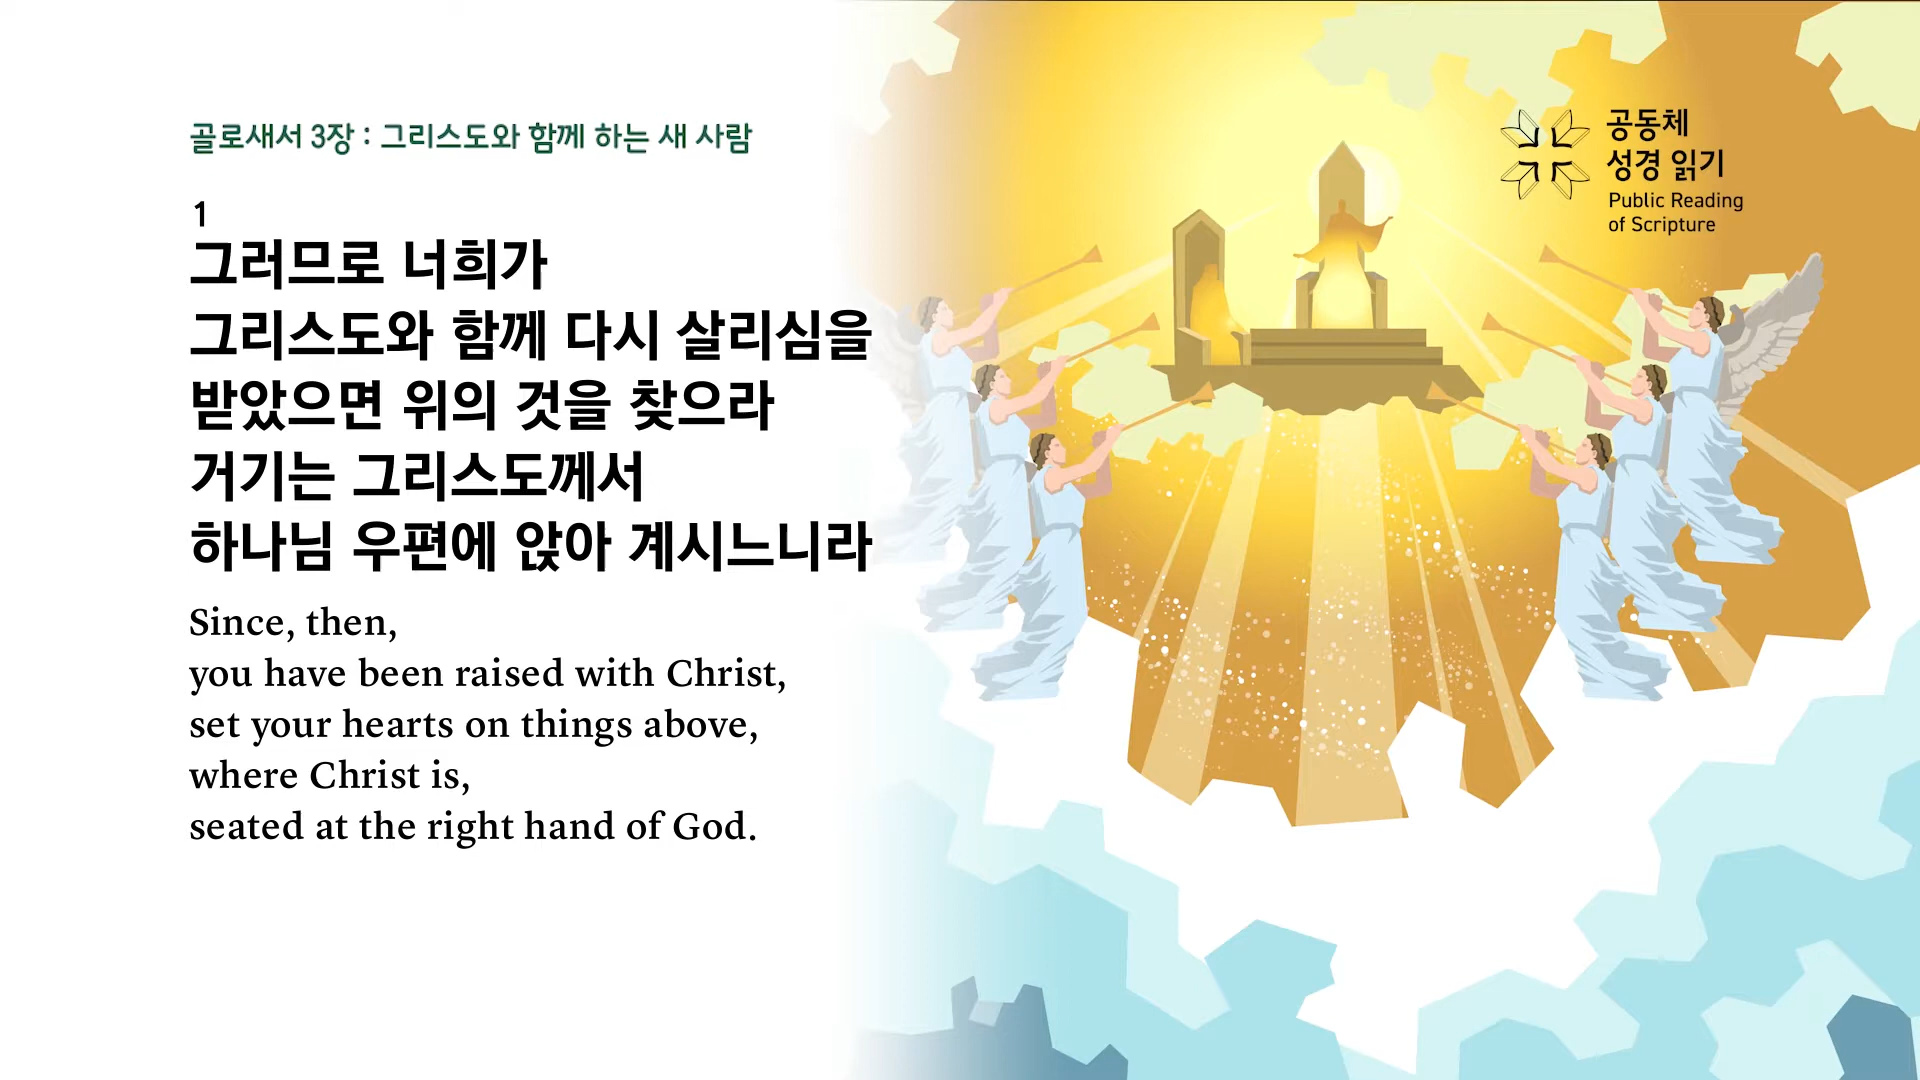 골로새서 3장 : 그리스도와 함께 하는 새 사람
1
그러므로 너희가
그리스도와 함께 다시 살리심을
받았으면 위의 것을 찾으라
거기는 그리스도께서
하나님 우편에 앉아 계시느니라
Since, then,
you have been raised with Christ,
set your hearts on things above,
where Christ is,
seated at the right hand of God.
공동체
성경 읽기
Public Reading
of Scripture